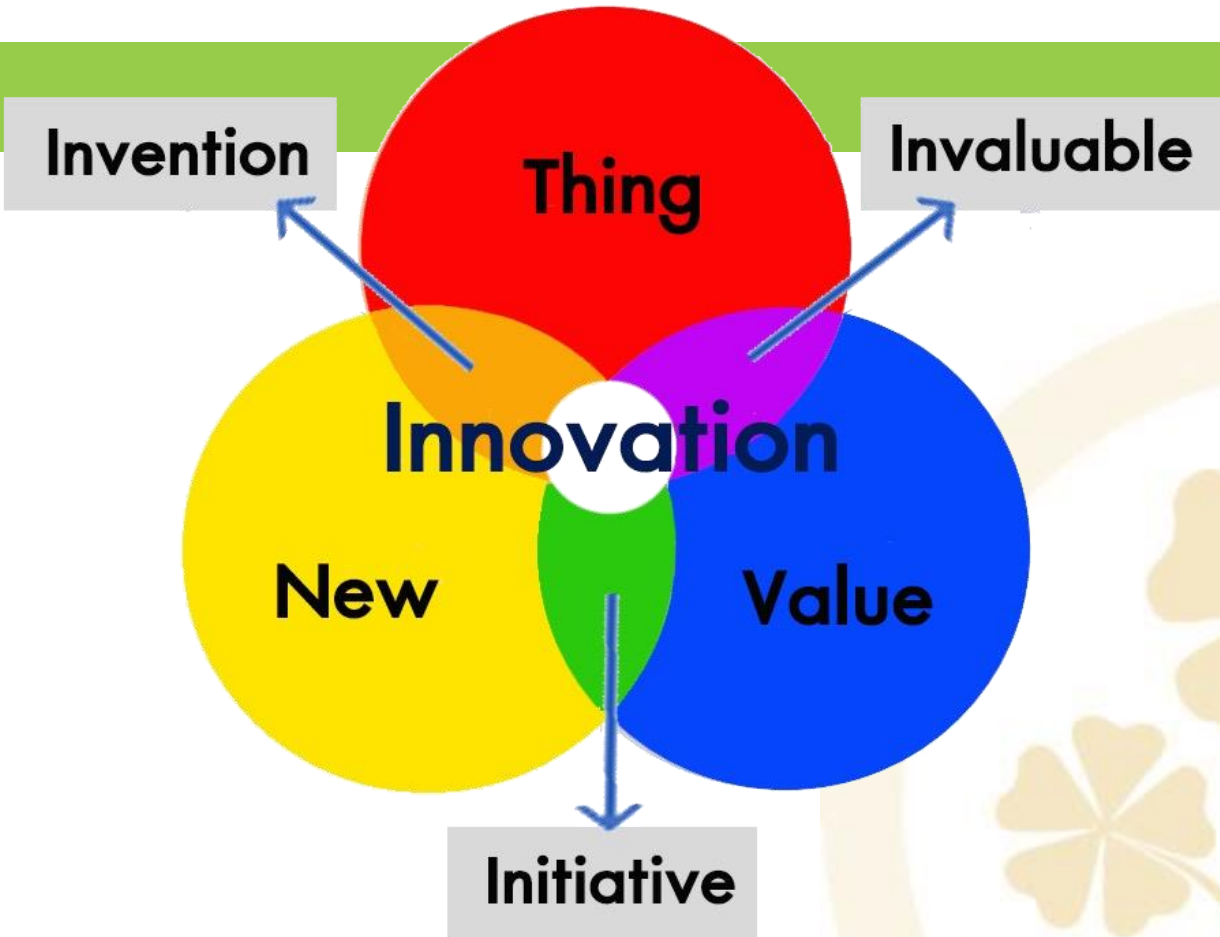 Invention
Thing
Invaluable
Innovation
New
Value
Initiative